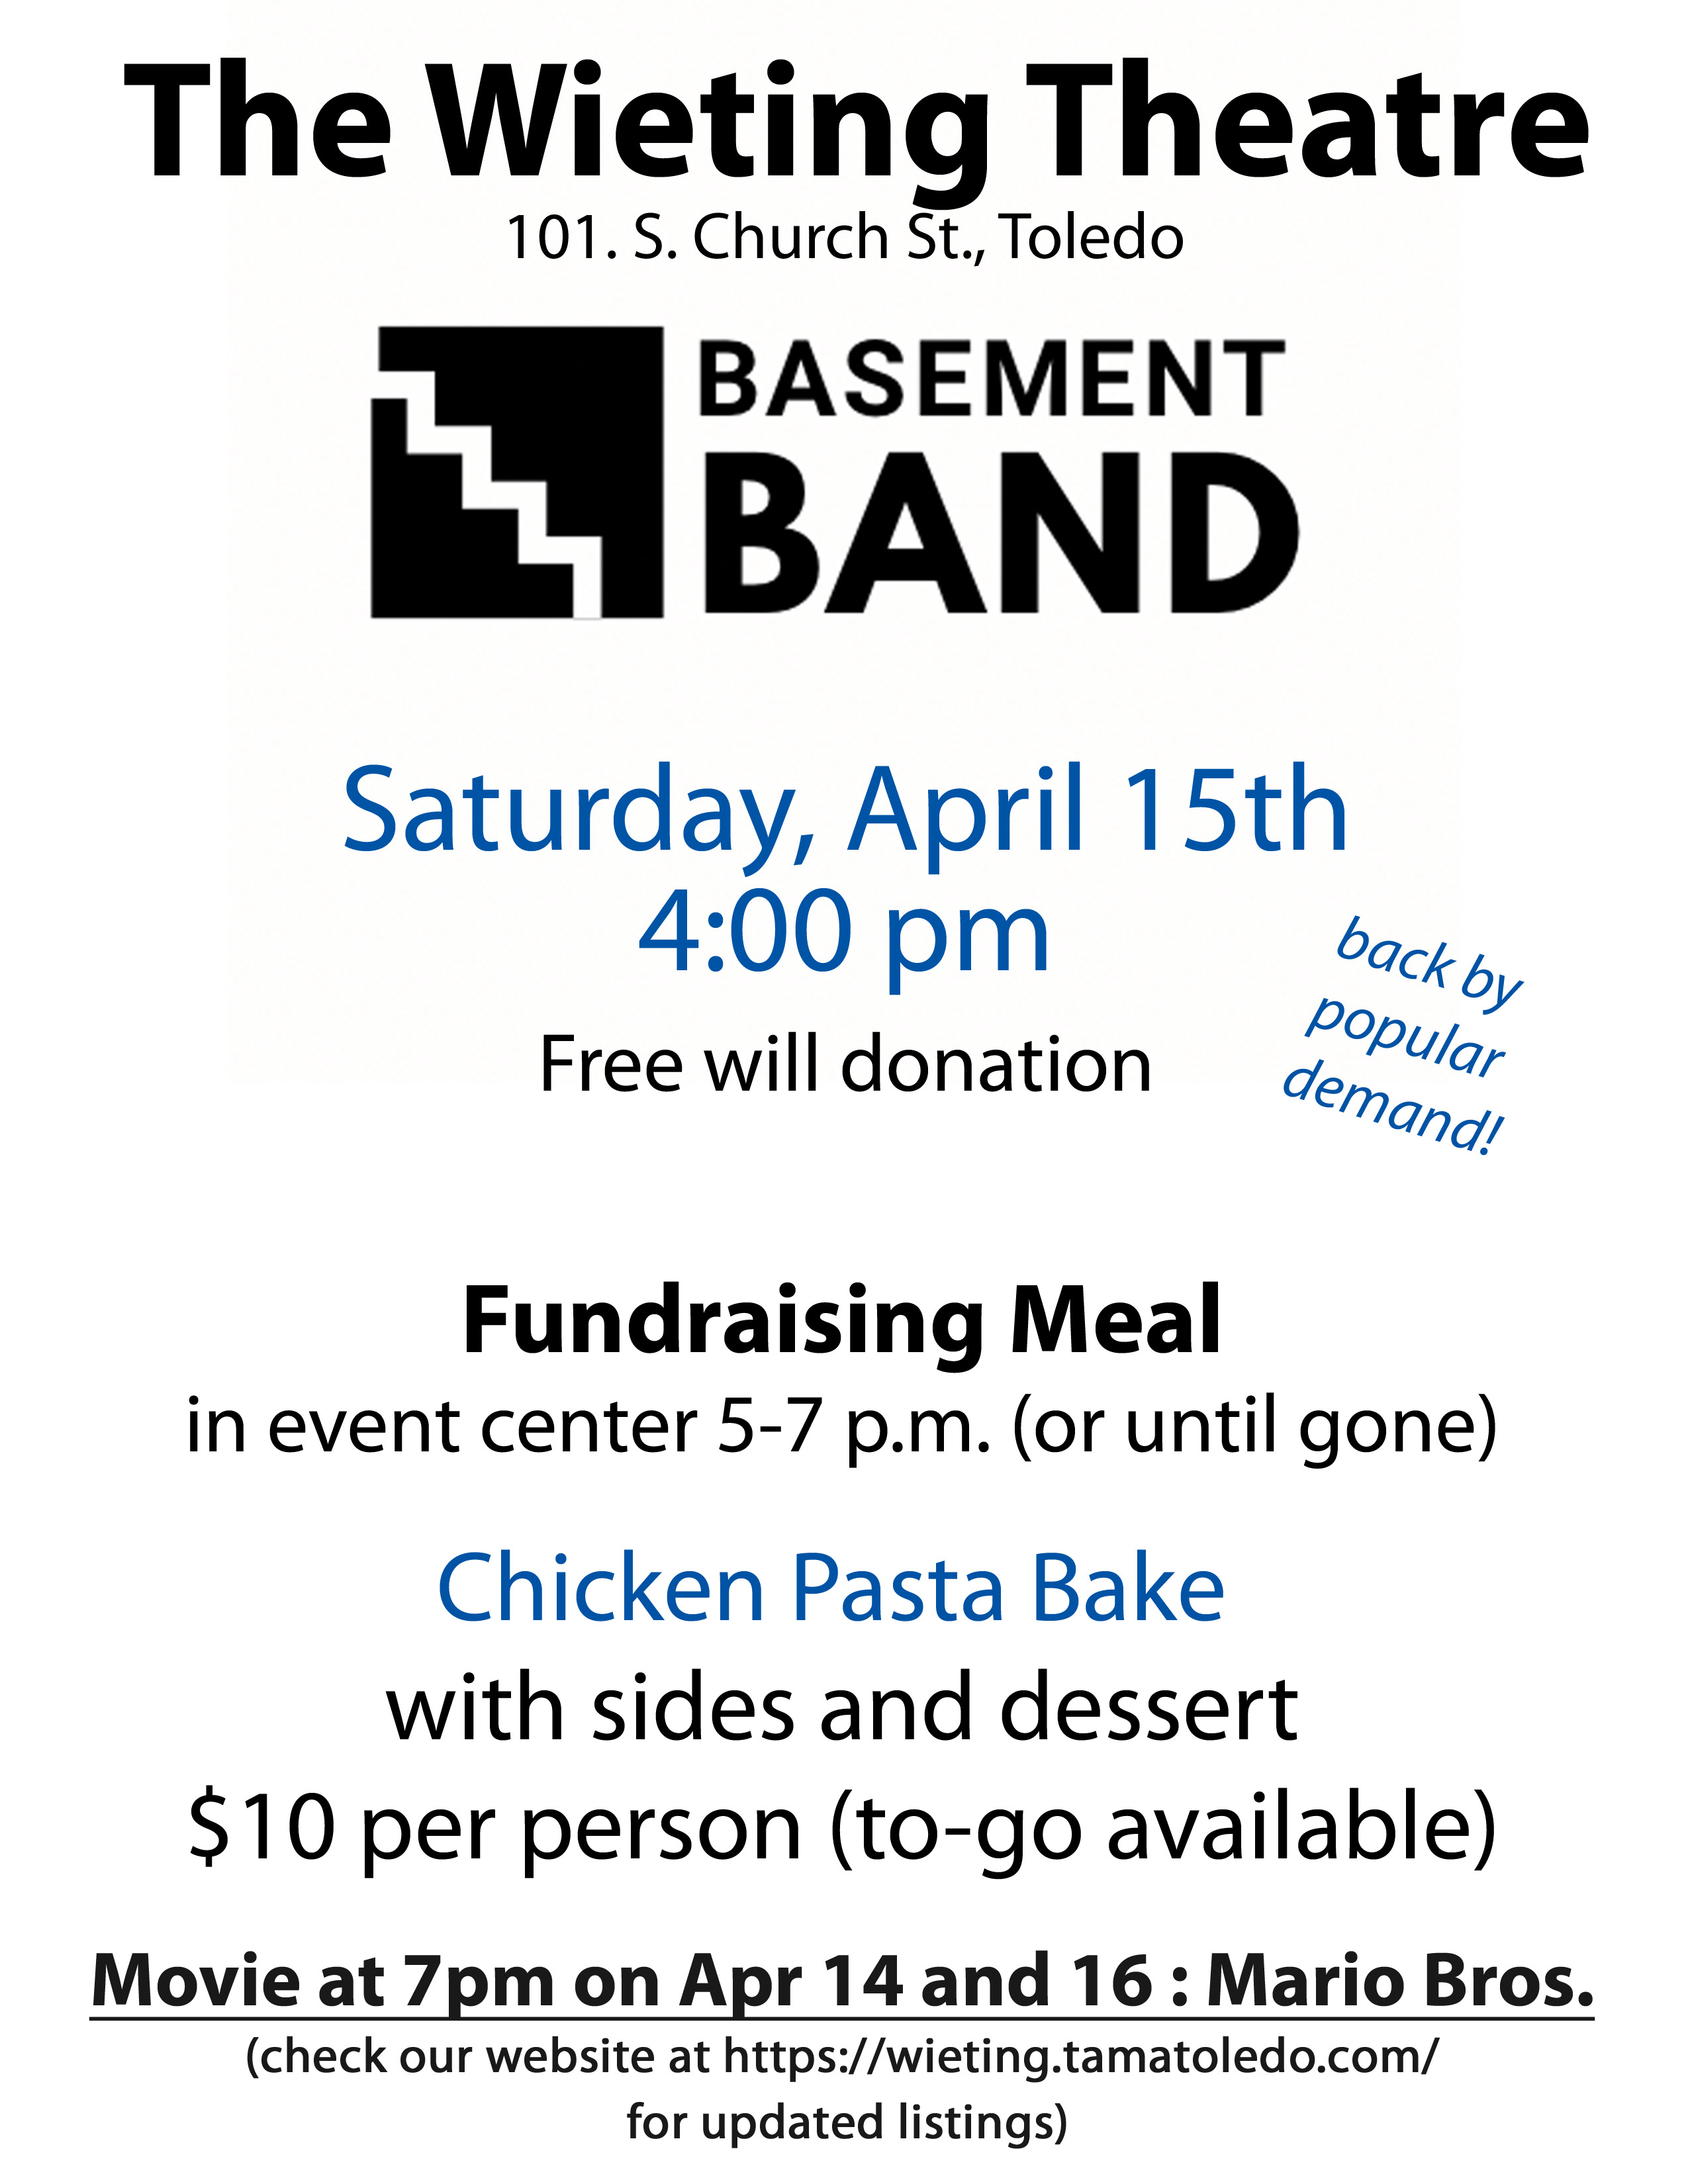 The Wieting Theatre
101. S. Church St., Toledo
BASEMENT
BAND
Saturday, April 15th
4:00 pm
Free will donation
back by
popular
demand!
Fundraising Meal
in event center 5-7 p.m. (or until gone)
Chicken Pasta Bake
with sides and dessert
$10 per person (to-go available)
Movie at 7pm on Apr 14 and 16 : Mario Bros.
(check our website at https://wieting.tamatoledo.com/
for updated listings)